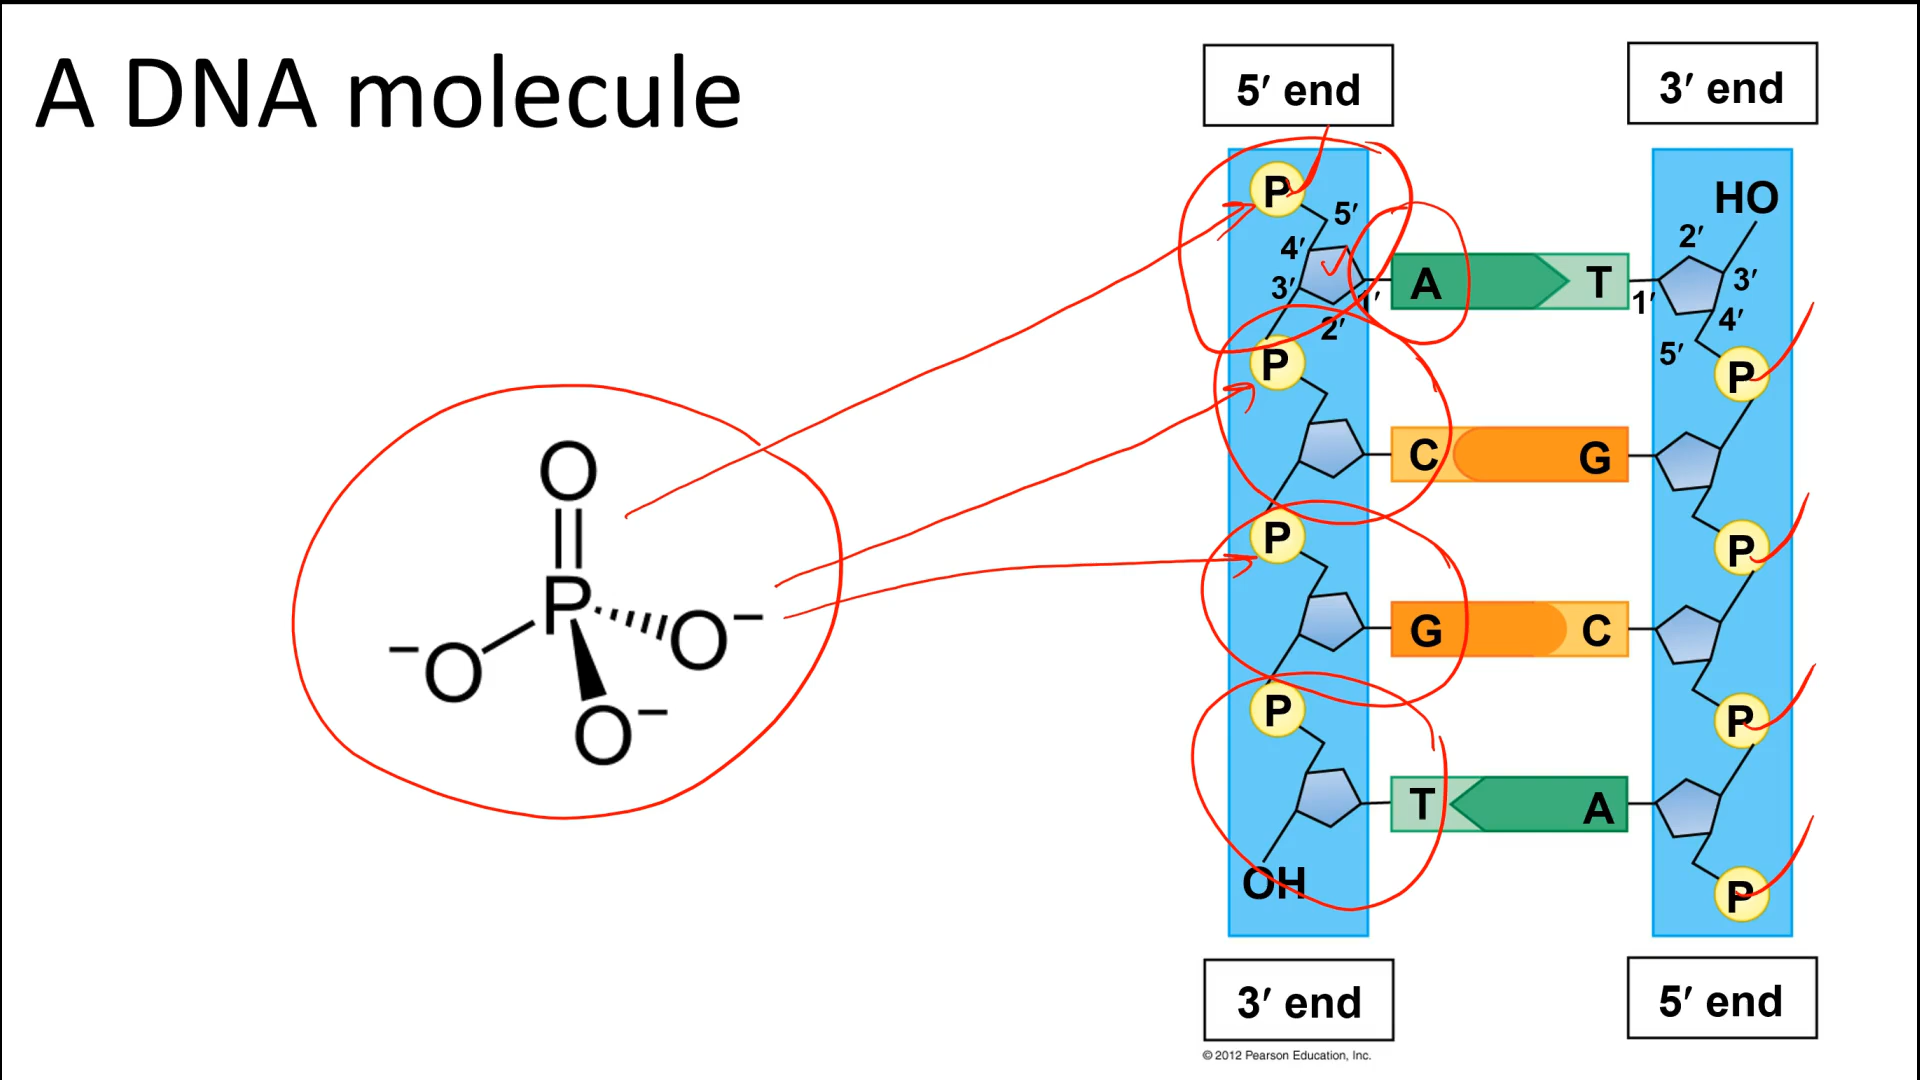 A DNA molecule
5′ end
3′ end
P
5′
4′
3′
2′
1′
A
T
HO
2′
3′
1′
4′
5′
P
P
C
G
P
P
G
C
P
P
T
A
OH
P
O
P
⁻O
O⁻
O⁻
3′ end
5′ end
© 2012 Pearson Education, Inc.